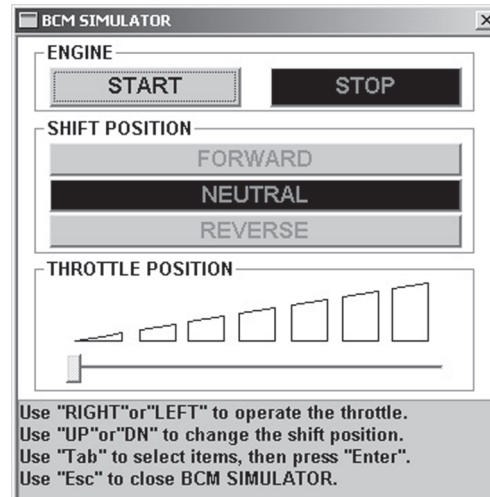 BCM SIMULATOR
ENGINE
START STOP
SHIFT POSITION
FORWARD
NEUTRAL
REVERSE
THROTTLE POSITION
Use "RIGHT"or"LEFT" to operate the throttle.
Use "UP"or"DN" to change the shift position.
Use "Tab" to select items, then press "Enter".
Use "Esc" to close BCM SIMULATOR.